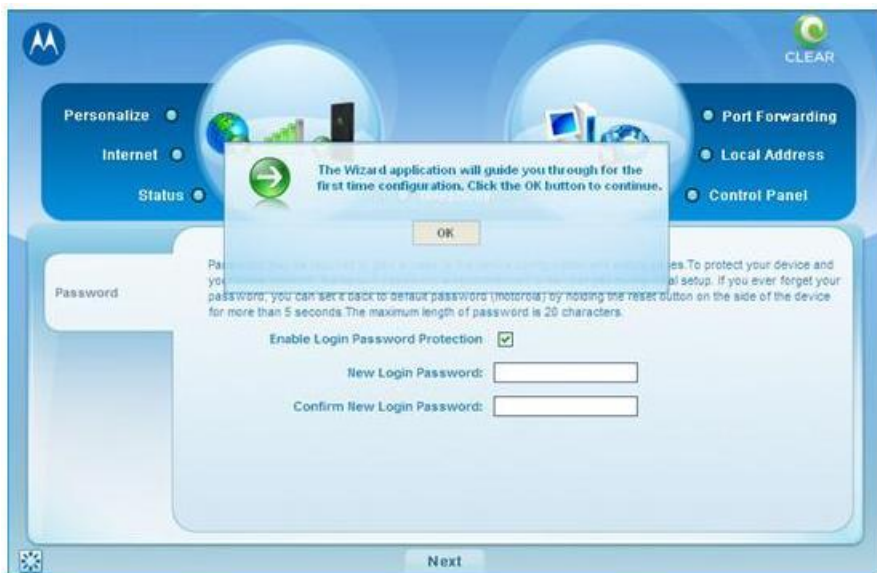 CLEAR
Personalize
Internet
Status
Port Forwarding
Local Address
Control Panel
The Wizard application will guide you through for the
first time configuration. Click the OK button to continue.
OK
Password
es.To protect your device and
al setup. If you ever forget your
password, you can set it back to default password (motorola) by holding the reset button on the side of the device
for more than 5 seconds.The maximum length of password is 20 characters.
Enable Login Password Protection
New Login Password:
Confirm New Login Password:
Next